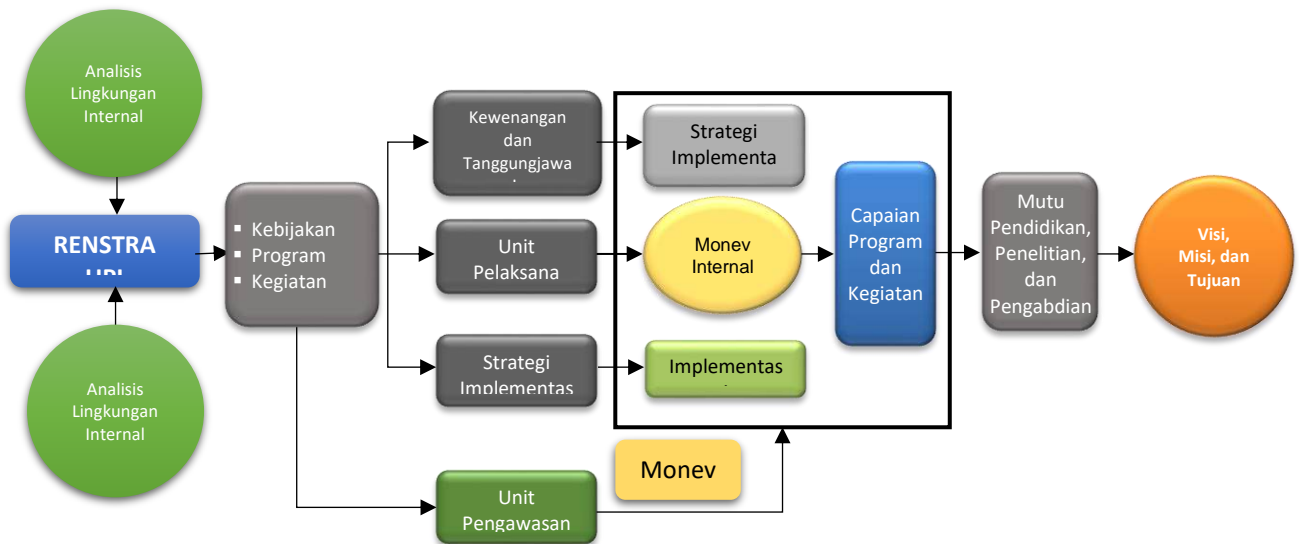 Analisis
Lingkungan
Internal
RENSTRA
Analisis
Lingkungan
Internal
▪ Kebijakan
▪ Program
▪ Kegiatan
Kewenangan
dan
Tanggungjawa
Unit
Pelaksana
Strategi
Implementas
Unit
Pengawasan
Strategi
Implementa
Monev
Internal
Implementas
Monev
Capaian
Program
dan
Kegiatan
Mutu
Pendidikan,
Penelitian,
dan
Pengabdian
Visi,
Misi, dan
Tujuan